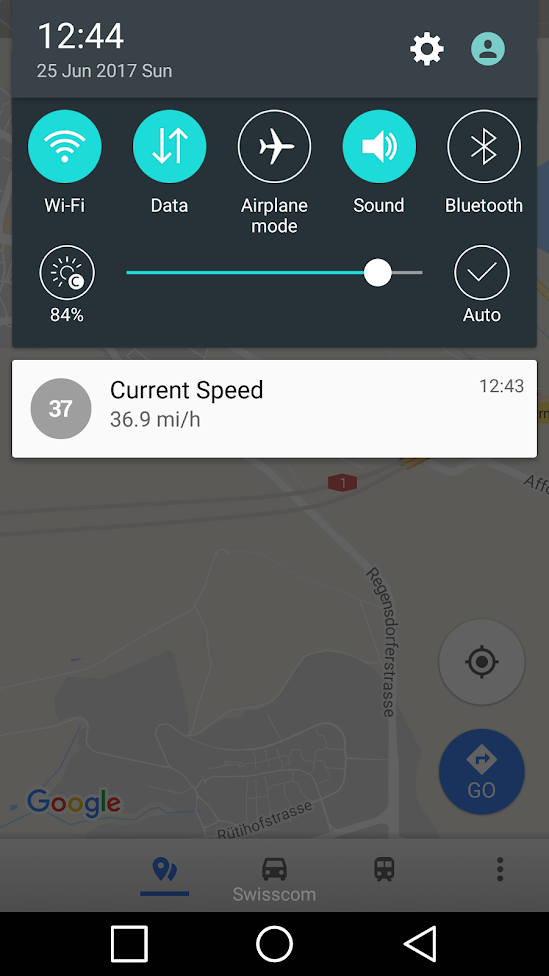 12:44
25 Jun 2017 Sun
Wi-Fi
Data
Airplane
mode
Sound
Bluetooth
84%
Auto
37
Current Speed
12:43
36.9 mi/h
1
Regensdorferstrasse
GO
Google
Rütihofstrasse
Swisscom